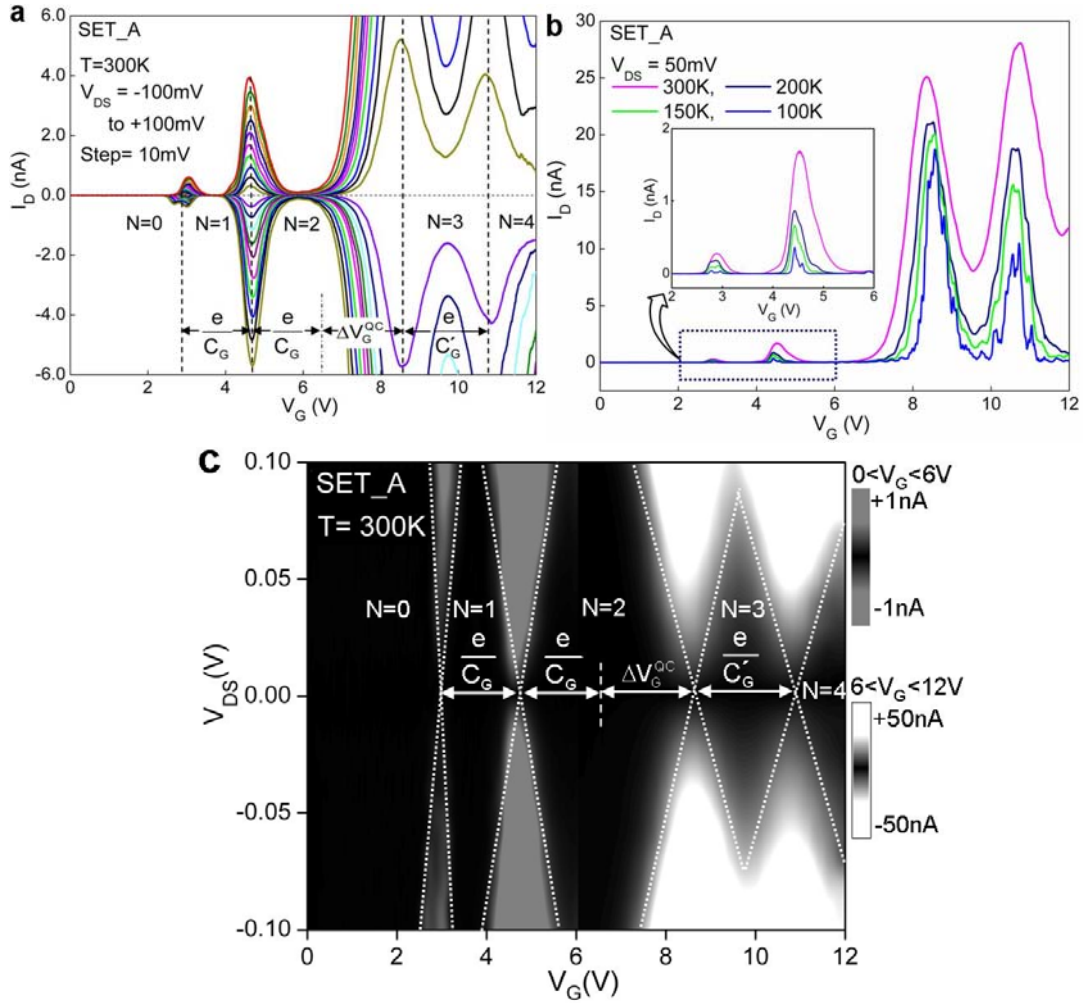 a
SET_A
T=300K
V_DS = -100mV
to +100mV
Step= 10mV
6.0
4.0
2.0
0.0
-2.0
-4.0
-6.0
I_D (nA)
N=0 N=1 N=2 N=3 N=4
e/C_G e/C_G ΔV_G^QC e/C´_G
0 2 4 6 8 10 12
V_G (V)
b
SET_A
V_DS = 50mV
300K, 200K
150K, 100K
30
25
20
15
10
5
0
I_D (nA)
2
1
0
I_D (nA)
2 3 4 5 6
V_G (V)
0 2 4 6 8 10 12
V_G (V)
c
SET_A
T= 300K
0.10
0.05
0.00
-0.05
-0.10
V_DS(V)
N=0 N=1 N=2 N=3 N=4
e/C_G e/C_G ΔV_G^QC e/C´_G
0 2 4 6 8 10 12
V_G(V)
0<V_G<6V
+1nA
-1nA
6<V_G<12V
+50nA
-50nA